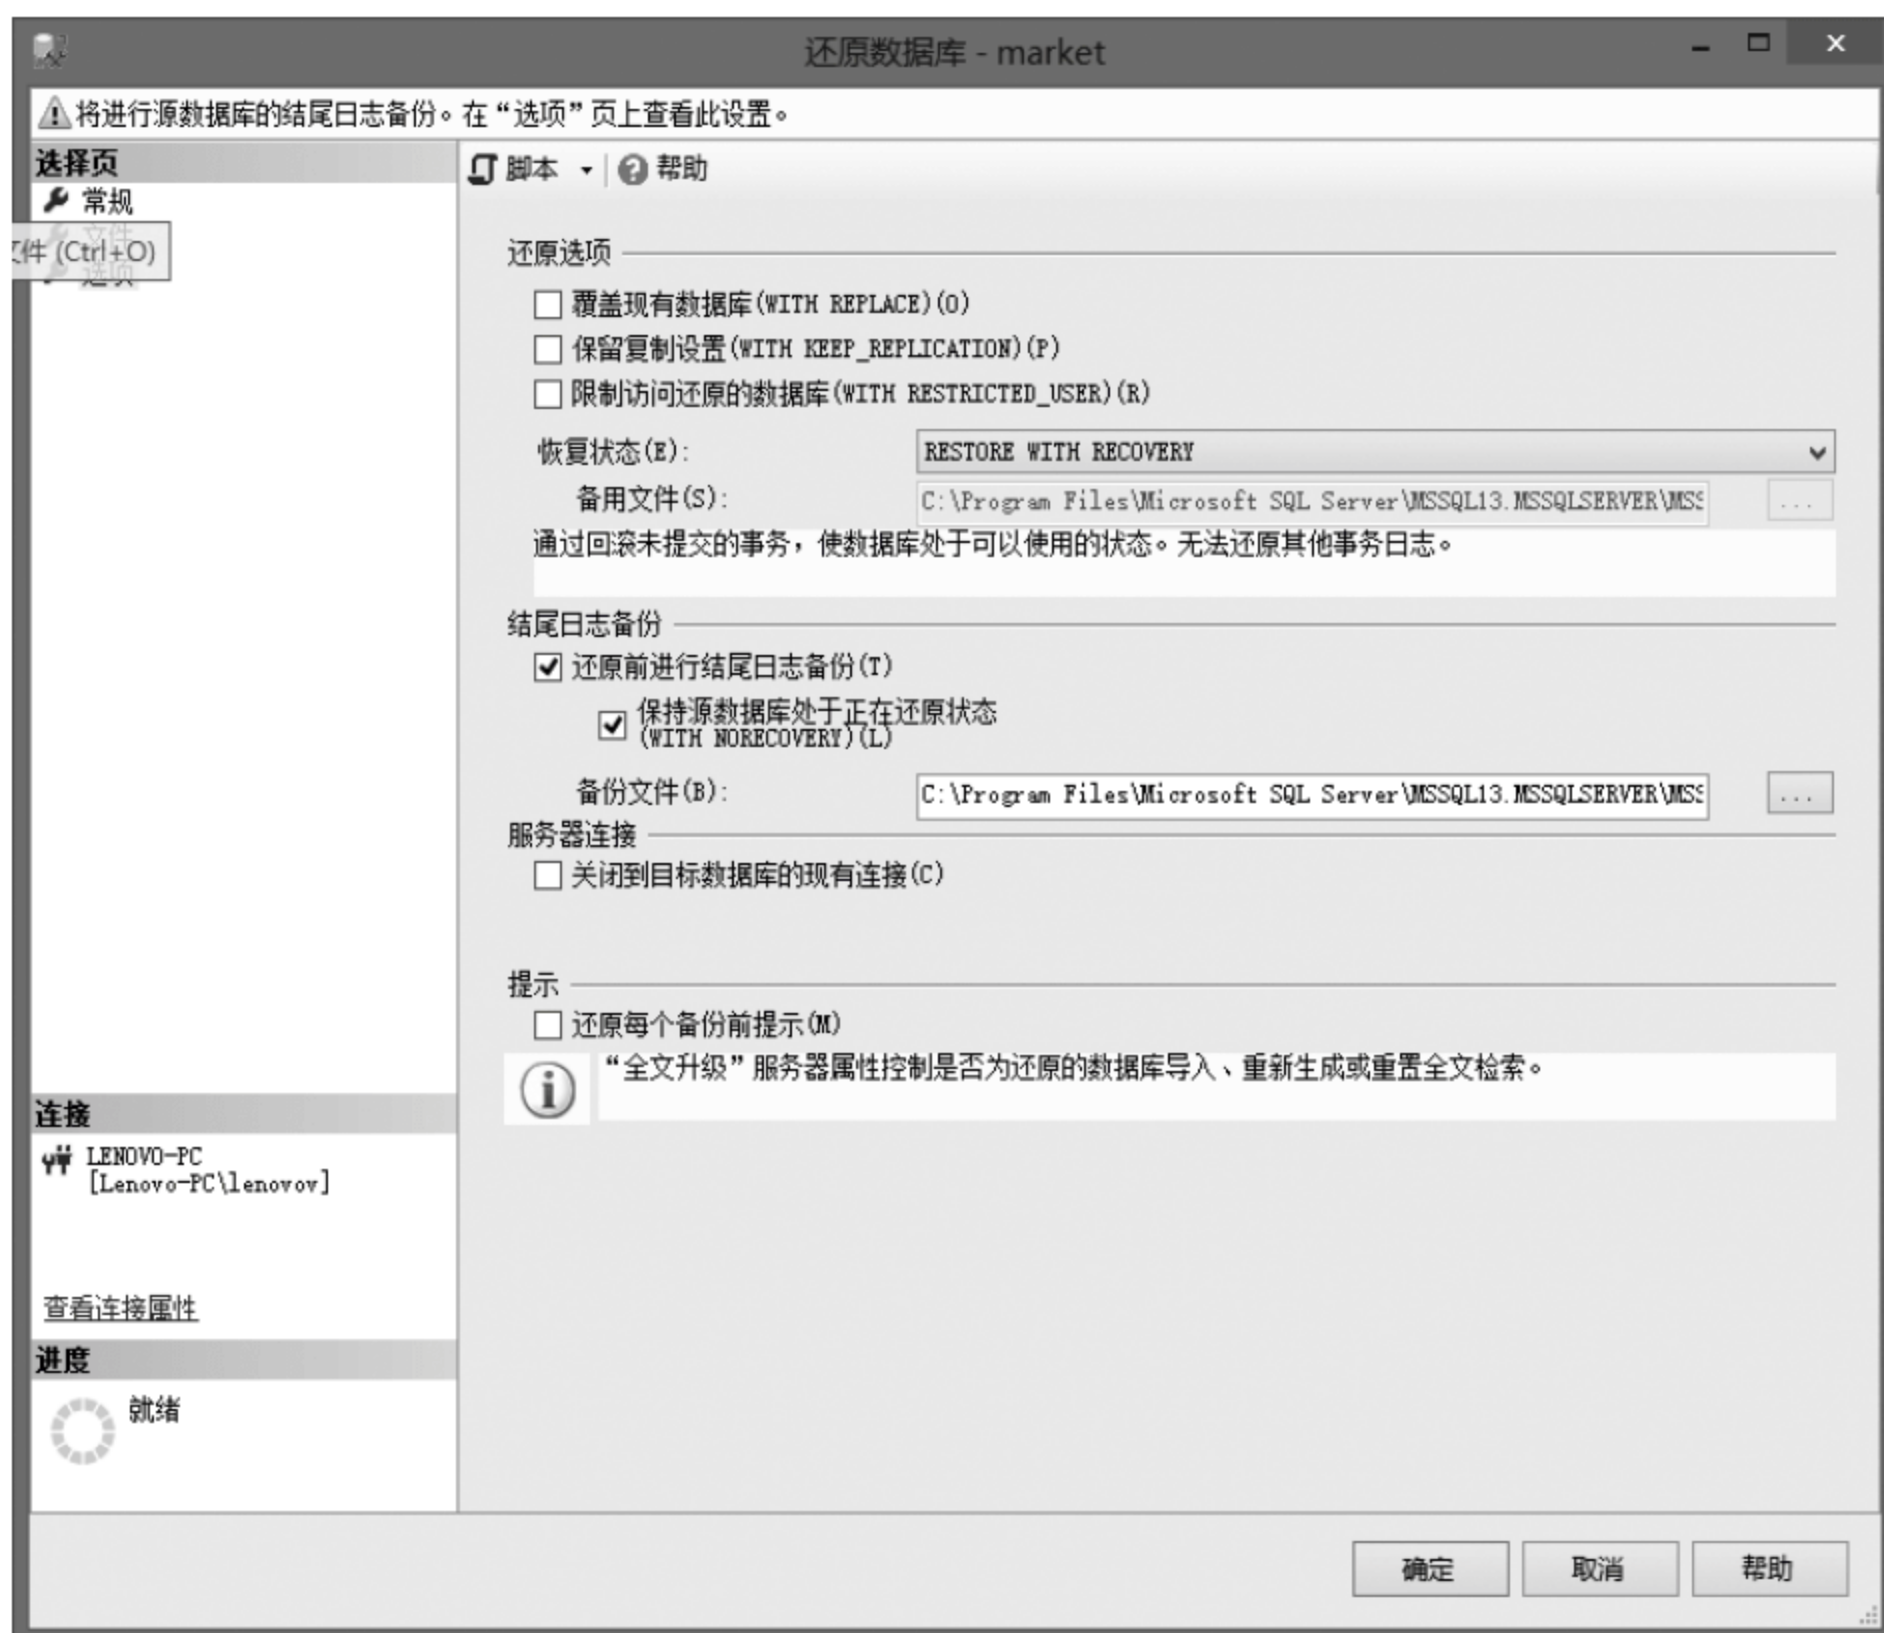 还原数据库 - market
将进行源数据库的结尾日志备份。在“选项”页上查看此设置。
选择页
常规
文件
件 (Ctrl+O)
选项
脚本
帮助
还原选项
覆盖现有数据库(WITH REPLACE)(O)
保留复制设置(WITH KEEP_REPLICATION)(P)
限制访问还原的数据库(WITH RESTRICTED_USER)(R)
恢复状态(E):
RESTORE WITH RECOVERY
备用文件(S):
C:\Program Files\Microsoft SQL Server\MSSQL13.MSSQLSERVER\MSS
...
通过回滚未提交的事务，使数据库处于可以使用的状态。无法还原其他事务日志。
结尾日志备份
还原前进行结尾日志备份(T)
保持源数据库处于正在还原状态
(WITH NORECOVERY)(L)
备份文件(B):
C:\Program Files\Microsoft SQL Server\MSSQL13.MSSQLSERVER\MSS
...
服务器连接
关闭到目标数据库的现有连接(C)
提示
还原每个备份前提示(M)
“全文升级”服务器属性控制是否为还原的数据库导入、重新生成或重置全文检索。
连接
LENOVO-PC
[Lenovo-PC\lenovov]
查看连接属性
进度
就绪
确定
取消
帮助